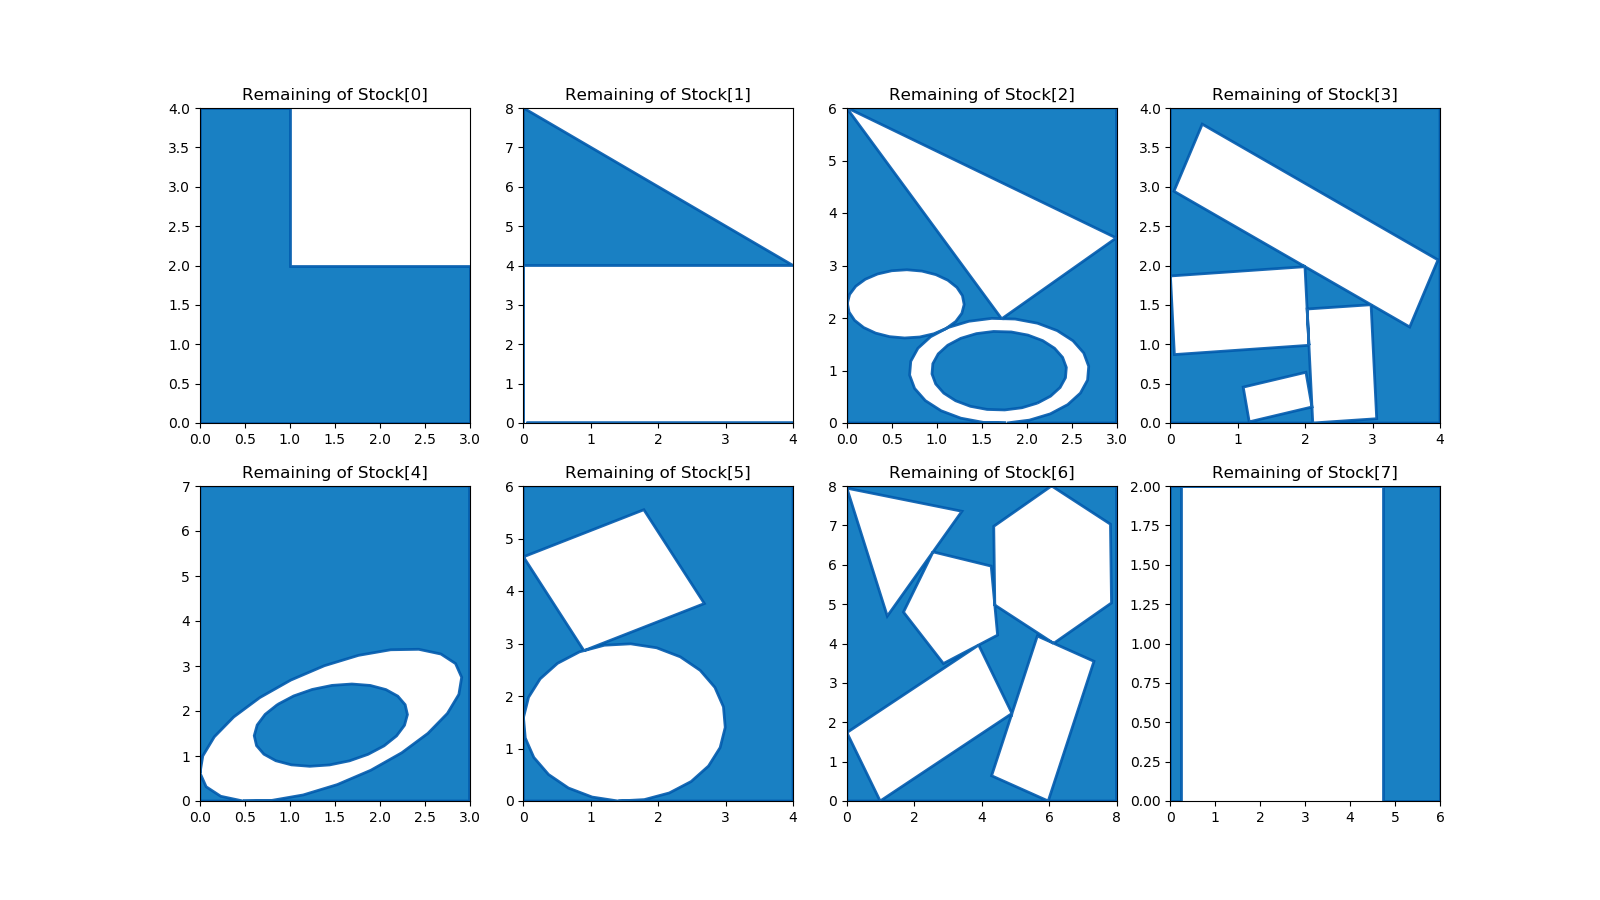 Remaining of Stock[0] Remaining of Stock[1] Remaining of Stock[2] Remaining of Stock[3]
4.0 8 6 4.0
3.5 7 5 3.5
3.0 6 4 3.0
2.5 5 3 2.5
2.0 4 2 2.0
1.5 3 1 1.5
1.0 2 0 1.0
0.5 1 0.5
0.0 0 0.0
0.0 0.5 1.0 1.5 2.0 2.5 3.0 0 1 2 3 4 0.0 0.5 1.0 1.5 2.0 2.5 3.0 0 1 2 3 4
Remaining of Stock[4] Remaining of Stock[5] Remaining of Stock[6] Remaining of Stock[7]
7 6 8 2.00
6 5 7 1.75
5 4 6 1.50
4 3 5 1.25
3 2 4 1.00
2 1 3 0.75
1 0 2 0.50
0 1 0.25
0 0.00
0.0 0.5 1.0 1.5 2.0 2.5 3.0 0 1 2 3 4 0 2 4 6 8 0 1 2 3 4 5 6